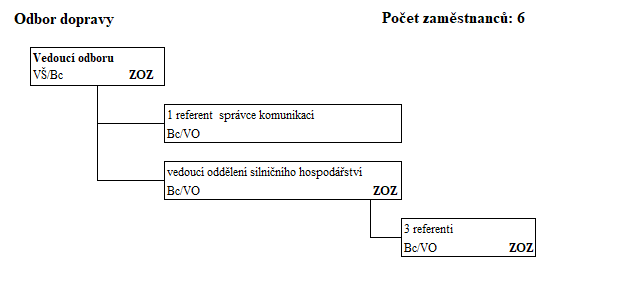 Odbor dopravy
Počet zaměstnanců: 6
Vedoucí odboru
VŠ/Bc ZOZ
1 referent správce komunikací
Bc/VO
vedoucí oddělení silničního hospodářství
Bc/VO ZOZ
3 referenti
Bc/VO ZOZ